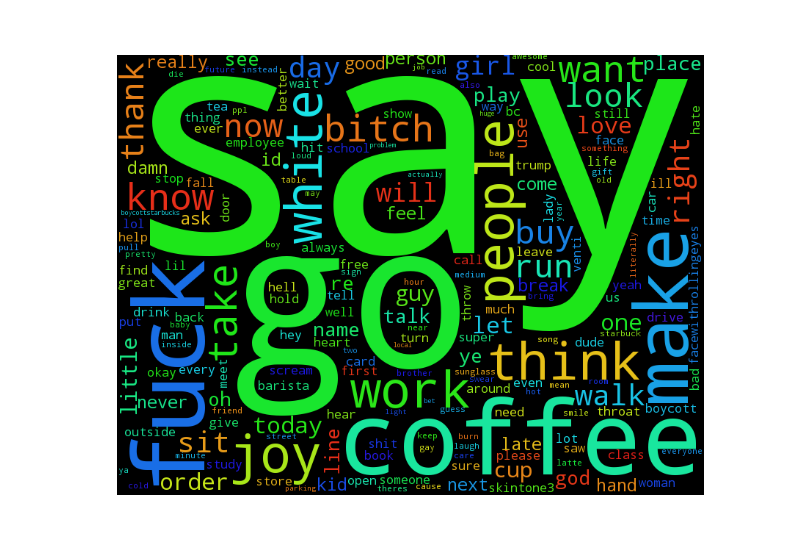 say
go
coffee
fuck
make
think
work
joy
people
white
bitch
want
look
know
buy
run
take
walk
right
thank
now
day
girl
will
love
today
sit
order
cup
one
let
guy
re
talk
name
little
never
oh
line
kid
god
hand
next
late
place
play
come
feel
person
good
see
really
id
ask
damn
break
use
super
ye
barista
hell
hold
hey
tell
well
free
heart
first
card
turn
sign
hour
near
local
two
brother
medium
call
throw
much
leave
lady
year
venti
face
gift
old
life
trump
bag
huge
bc
way
also
awesome
cool
job
read
still
something
hate
car
ill
time
literally
facewithrollingeyes
yeah
us
drive
bring
starbuck
song
dude
even
mean
room
hot
sunglass
swear
around
guess
bet
need
smile
throat
boycott
bad
lot
saw
please
latte
class
care
everyone
woman
skintone3
sure
burn
laugh
keep
gay
light
hear
shit
book
open
someone
theres
cause
parking
street
store
study
give
friend
minute
cold
ya
outside
okay
every
meet
inside
man
baby
back
drink
put
great
find
lil
pretty
pull
help
lol
boycottstarbucks
fall
stop
door
boy
always
scream
may
table
actually
problem
school
hit
show
loud
employee
ever
thing
tea
ppl
better
wait
instead
future
die